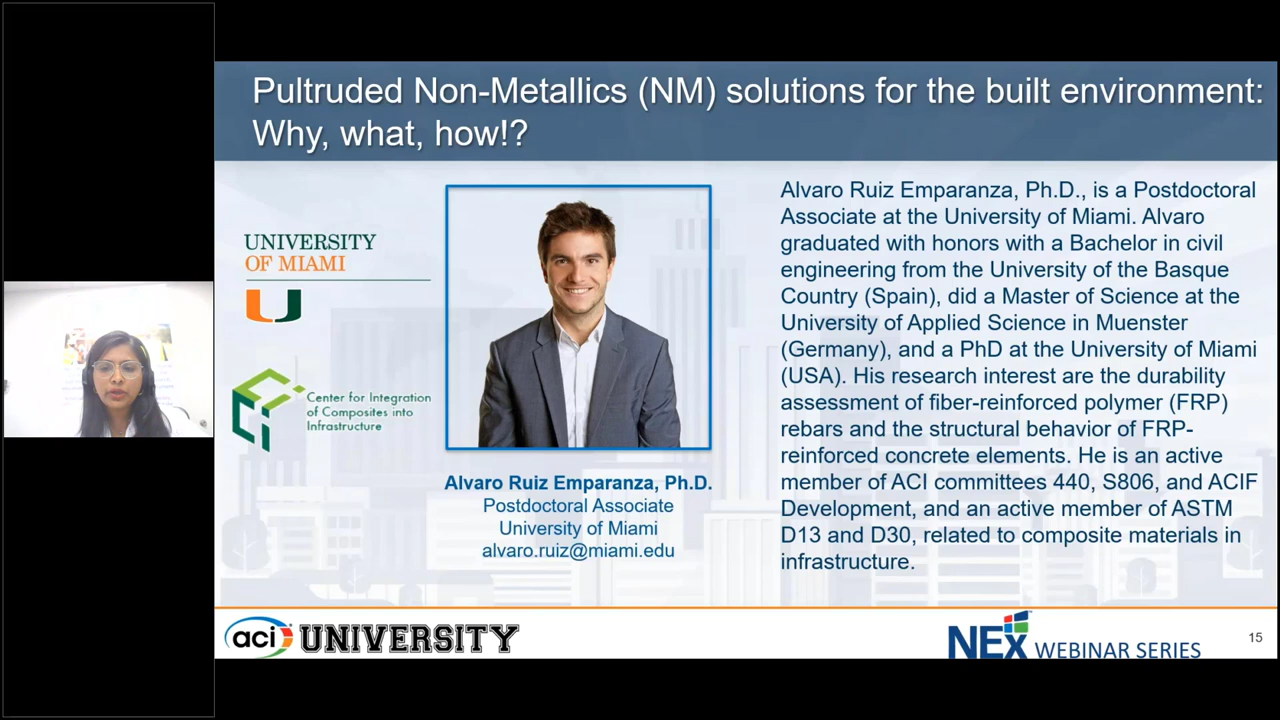 Pultruded Non-Metallics (NM) solutions for the built environment:
Why, what, how!?
UNIVERSITY
OF MIAMI
Center for Integration
of Composites into
Infrastructure
Alvaro Ruiz Emparanza, Ph.D.
Postdoctoral Associate
University of Miami
alvaro.ruiz@miami.edu
Alvaro Ruiz Emparanza, Ph.D., is a Postdoctoral
Associate at the University of Miami. Alvaro
graduated with honors with a Bachelor in civil
engineering from the University of the Basque
Country (Spain), did a Master of Science at the
University of Applied Science in Muenster
(Germany), and a PhD at the University of Miami
(USA). His research interest are the durability
assessment of fiber-reinforced polymer (FRP)
rebars and the structural behavior of FRP-
reinforced concrete elements. He is an active
member of ACI committees 440, S806, and ACIF
Development, and an active member of ASTM
D13 and D30, related to composite materials in
infrastructure.
aci UNIVERSITY
NEx WEBINAR SERIES
15